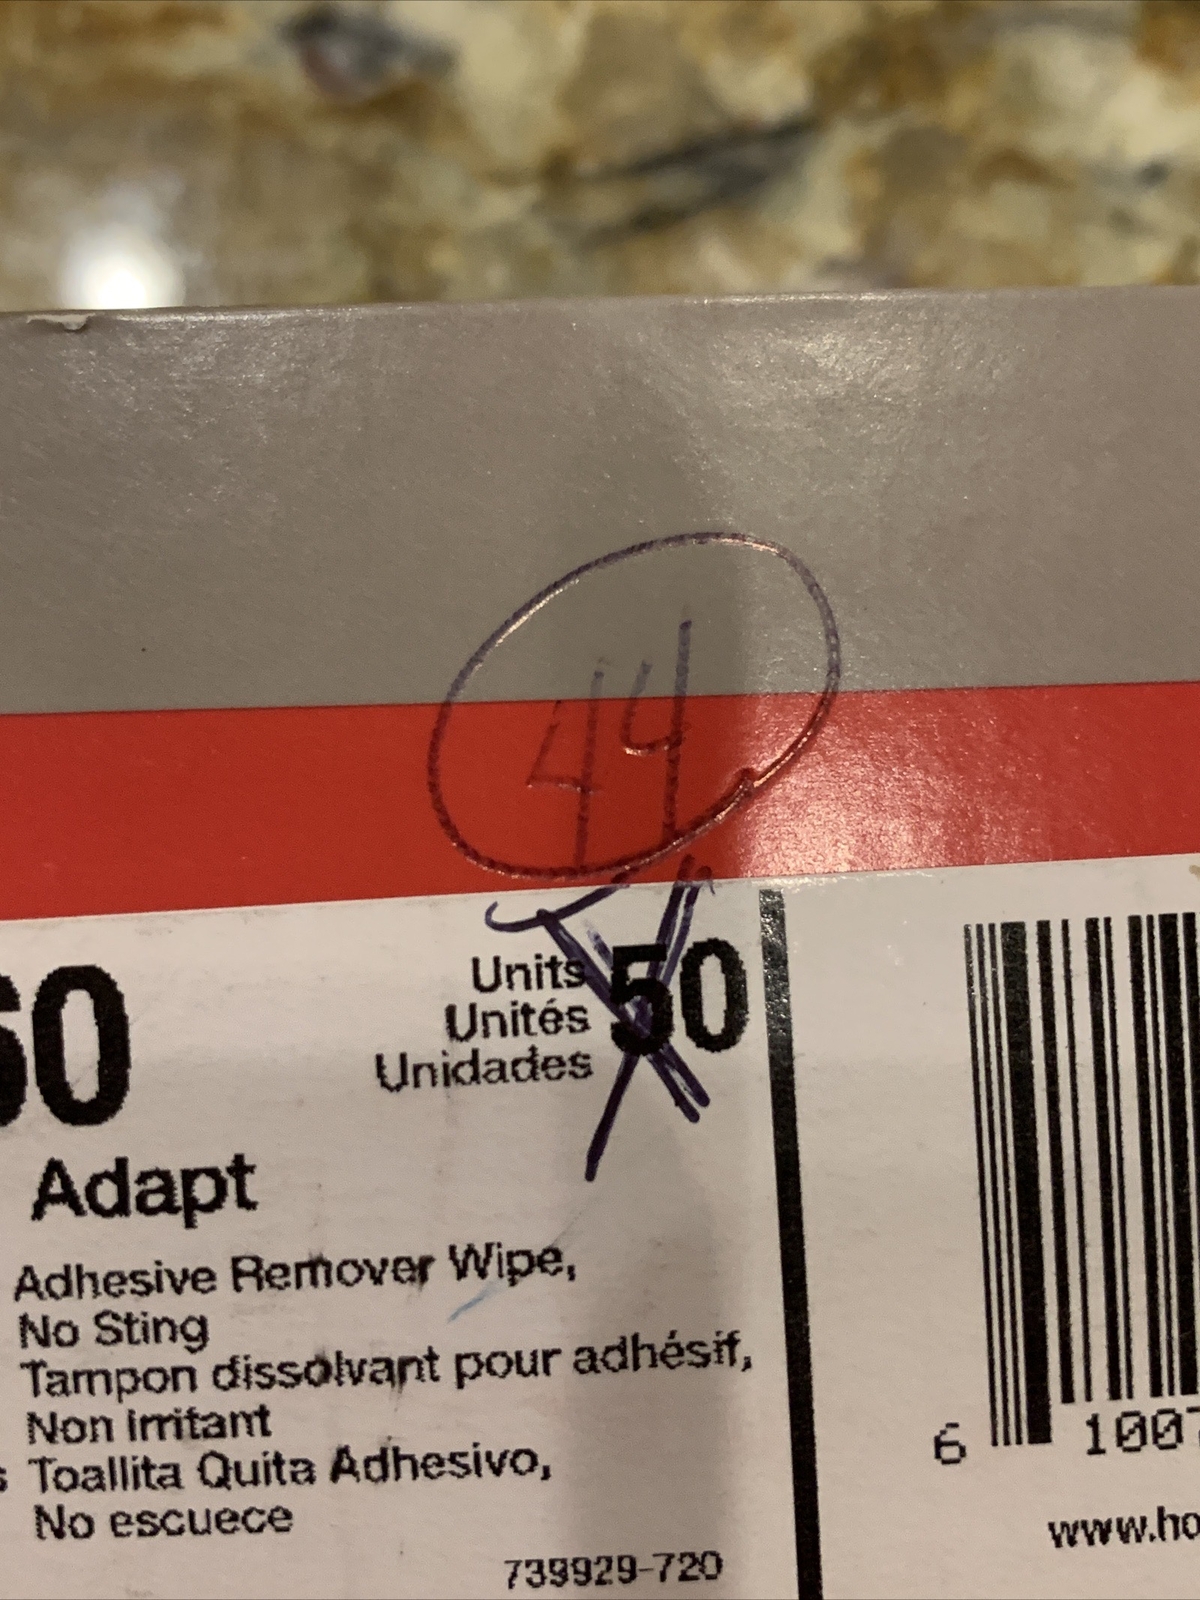 44
Units 50
Unités
Unidades
60
Adapt
Adhesive Remover Wipe,
No Sting
Tampon dissolvant pour adhésif,
Non irritant
s Toallita Quita Adhesivo,
No escuece
739929-720
6 1007
www.ho